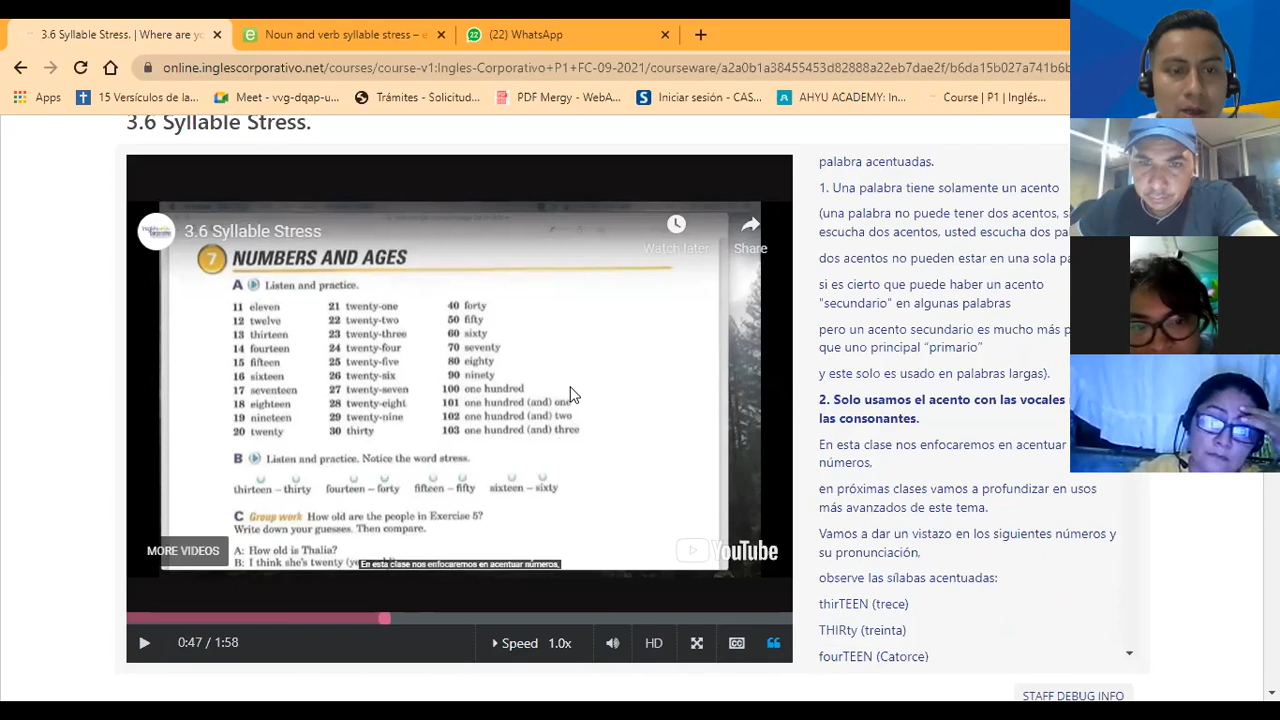 3.6 Syllable Stress. | Where are yo
Noun and verb syllable stress – e
(22) WhatsApp
online.inglescorporativo.net/courses/course-v1:Ingles-Corporativo+P1+FC-09-2021/courseware/a2a0b1a38455453d82888a22eb7dae2f/b6da15b027a741b6b
Apps
15 Versículos de la...
Meet - vvg-dqap-u...
Trámites - Solicitud...
PDF Mergy - WebA...
Iniciar sesión - CAS...
AHYU ACADEMY: In...
Course | P1 | Inglés...
3.6 Syllable Stress.
3.6 Syllable Stress
Watch later
Share
7 NUMBERS AND AGES
A Listen and practice.
11 eleven 21 twenty-one 40 forty
12 twelve 22 twenty-two 50 fifty
13 thirteen 23 twenty-three 60 sixty
14 fourteen 24 twenty-four 70 seventy
15 fifteen 25 twenty-five 80 eighty
16 sixteen 26 twenty-six 90 ninety
17 seventeen 27 twenty-seven 100 one hundred
18 eighteen 28 twenty-eight 101 one hundred (and) one
19 nineteen 29 twenty-nine 102 one hundred (and) two
20 twenty 30 thirty 103 one hundred (and) three
B Listen and practice. Notice the word stress.
thirteen – thirty fourteen – forty fifteen – fifty sixteen – sixty
C Group work How old are the people in Exercise 5?
Write down your guesses. Then compare.
A: How old is Thalia?
B: I think she's twenty
En esta clase nos enfocaremos en acentuar números,
MORE VIDEOS
YouTube
0:47 / 1:58
Speed 1.0x
HD
CC
palabra acentuadas.
1. Una palabra tiene solamente un acento
(una palabra no puede tener dos acentos, s
escucha dos acentos, usted escucha dos pa
dos acentos no pueden estar en una sola pa
si es cierto que puede haber un acento
"secundario" en algunas palabras
pero un acento secundario es mucho más p
que uno principal “primario”
y este solo es usado en palabras largas).
2. Solo usamos el acento con las vocales
las consonantes.
En esta clase nos enfocaremos en acentuar
números,
en próximas clases vamos a profundizar en usos
más avanzados de este tema.
Vamos a dar un vistazo en los siguientes números y
su pronunciación,
observe las sílabas acentuadas:
thirTEEN (trece)
THIRty (treinta)
fourTEEN (Catorce)
STAFF DEBUG INFO